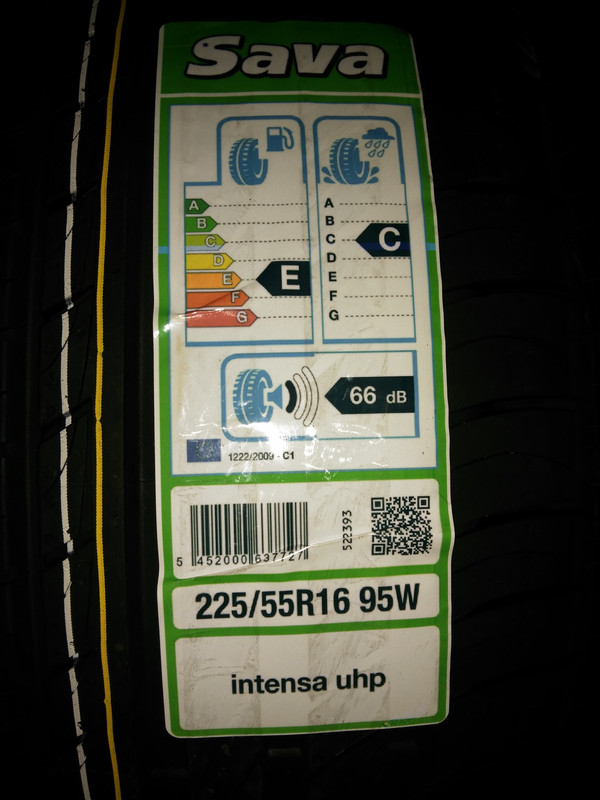 Sava
A
B
C
D
E
F
G
E
A
B
C
D
E
F
G
C
66 dB
1222/2009 - C1
5 452000 637727
522393
225/55R16 95W
intensa uhp